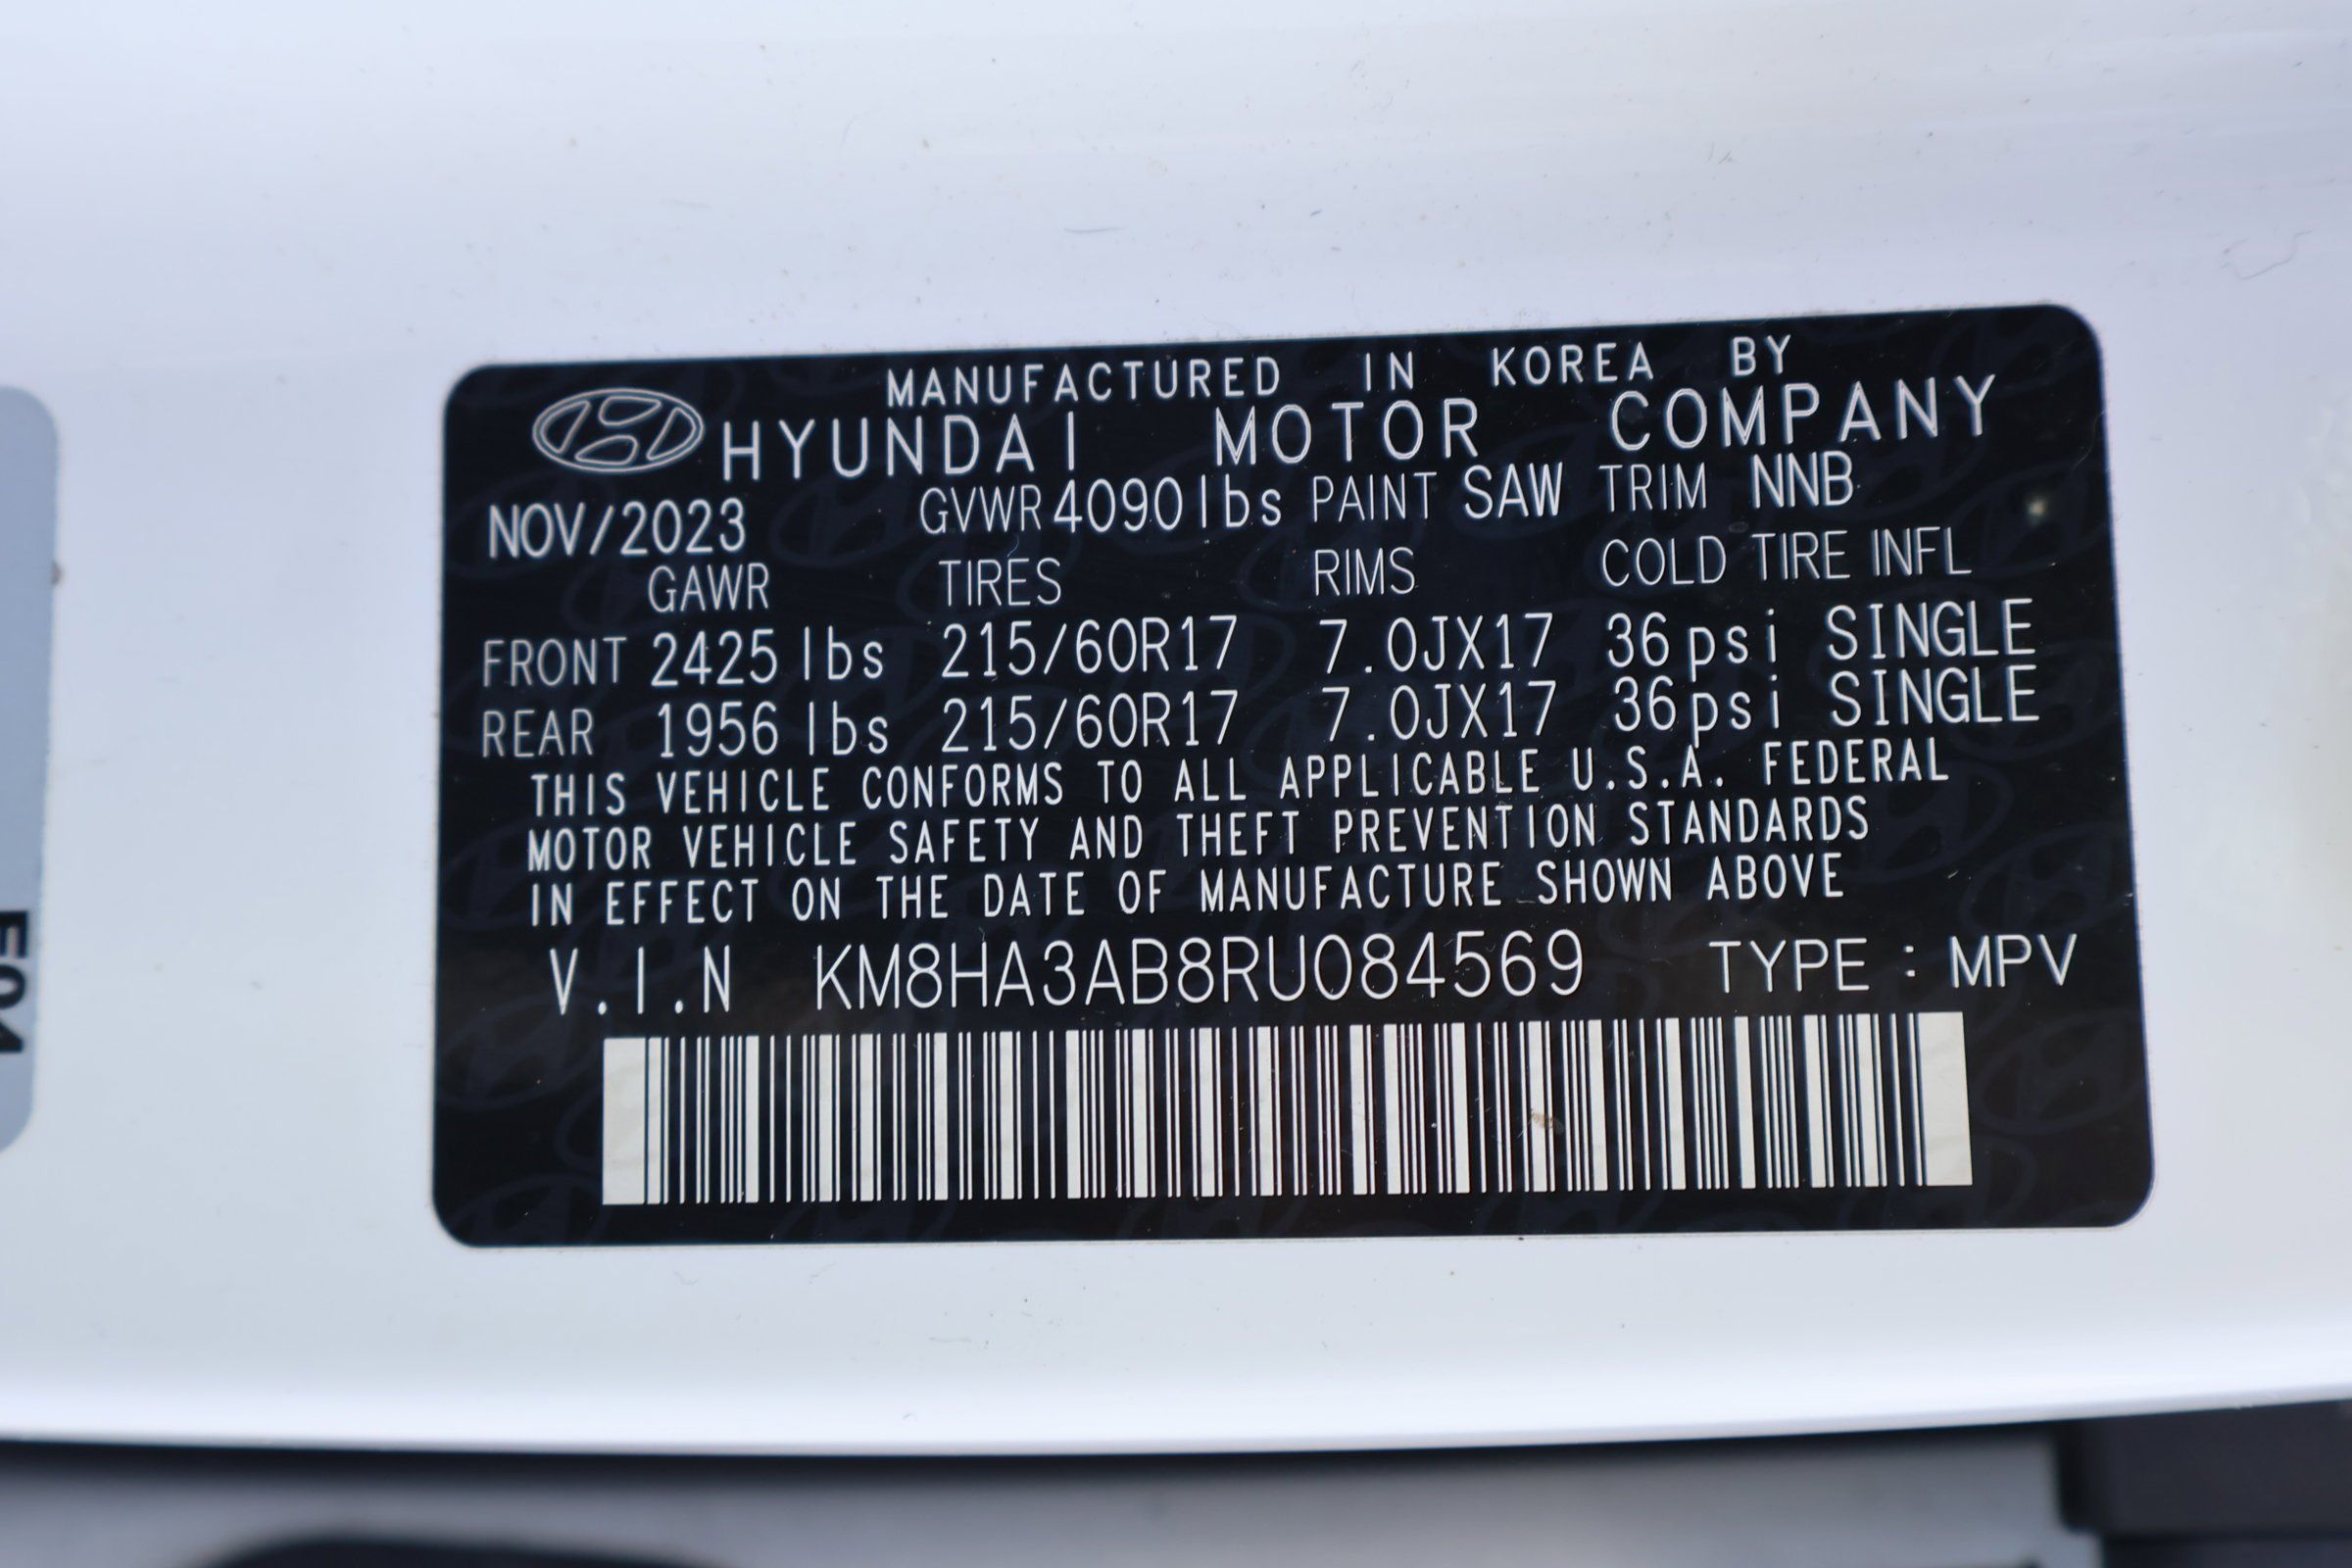 MANUFACTURED IN KOREA BY
HYUNDAI MOTOR COMPANY
NOV/2023 GVWR 4090 lbs PAINT SAW TRIM NNB
GAWR TIRES RIMS COLD TIRE INFL
FRONT 2425 lbs 215/60R17 7.0JX17 36psi SINGLE
REAR 1956 lbs 215/60R17 7.0JX17 36psi SINGLE
THIS VEHICLE CONFORMS TO ALL APPLICABLE U.S.A. FEDERAL
MOTOR VEHICLE SAFETY AND THEFT PREVENTION STANDARDS
IN EFFECT ON THE DATE OF MANUFACTURE SHOWN ABOVE
V.I.N KM8HA3AB8RU084569 TYPE : MPV